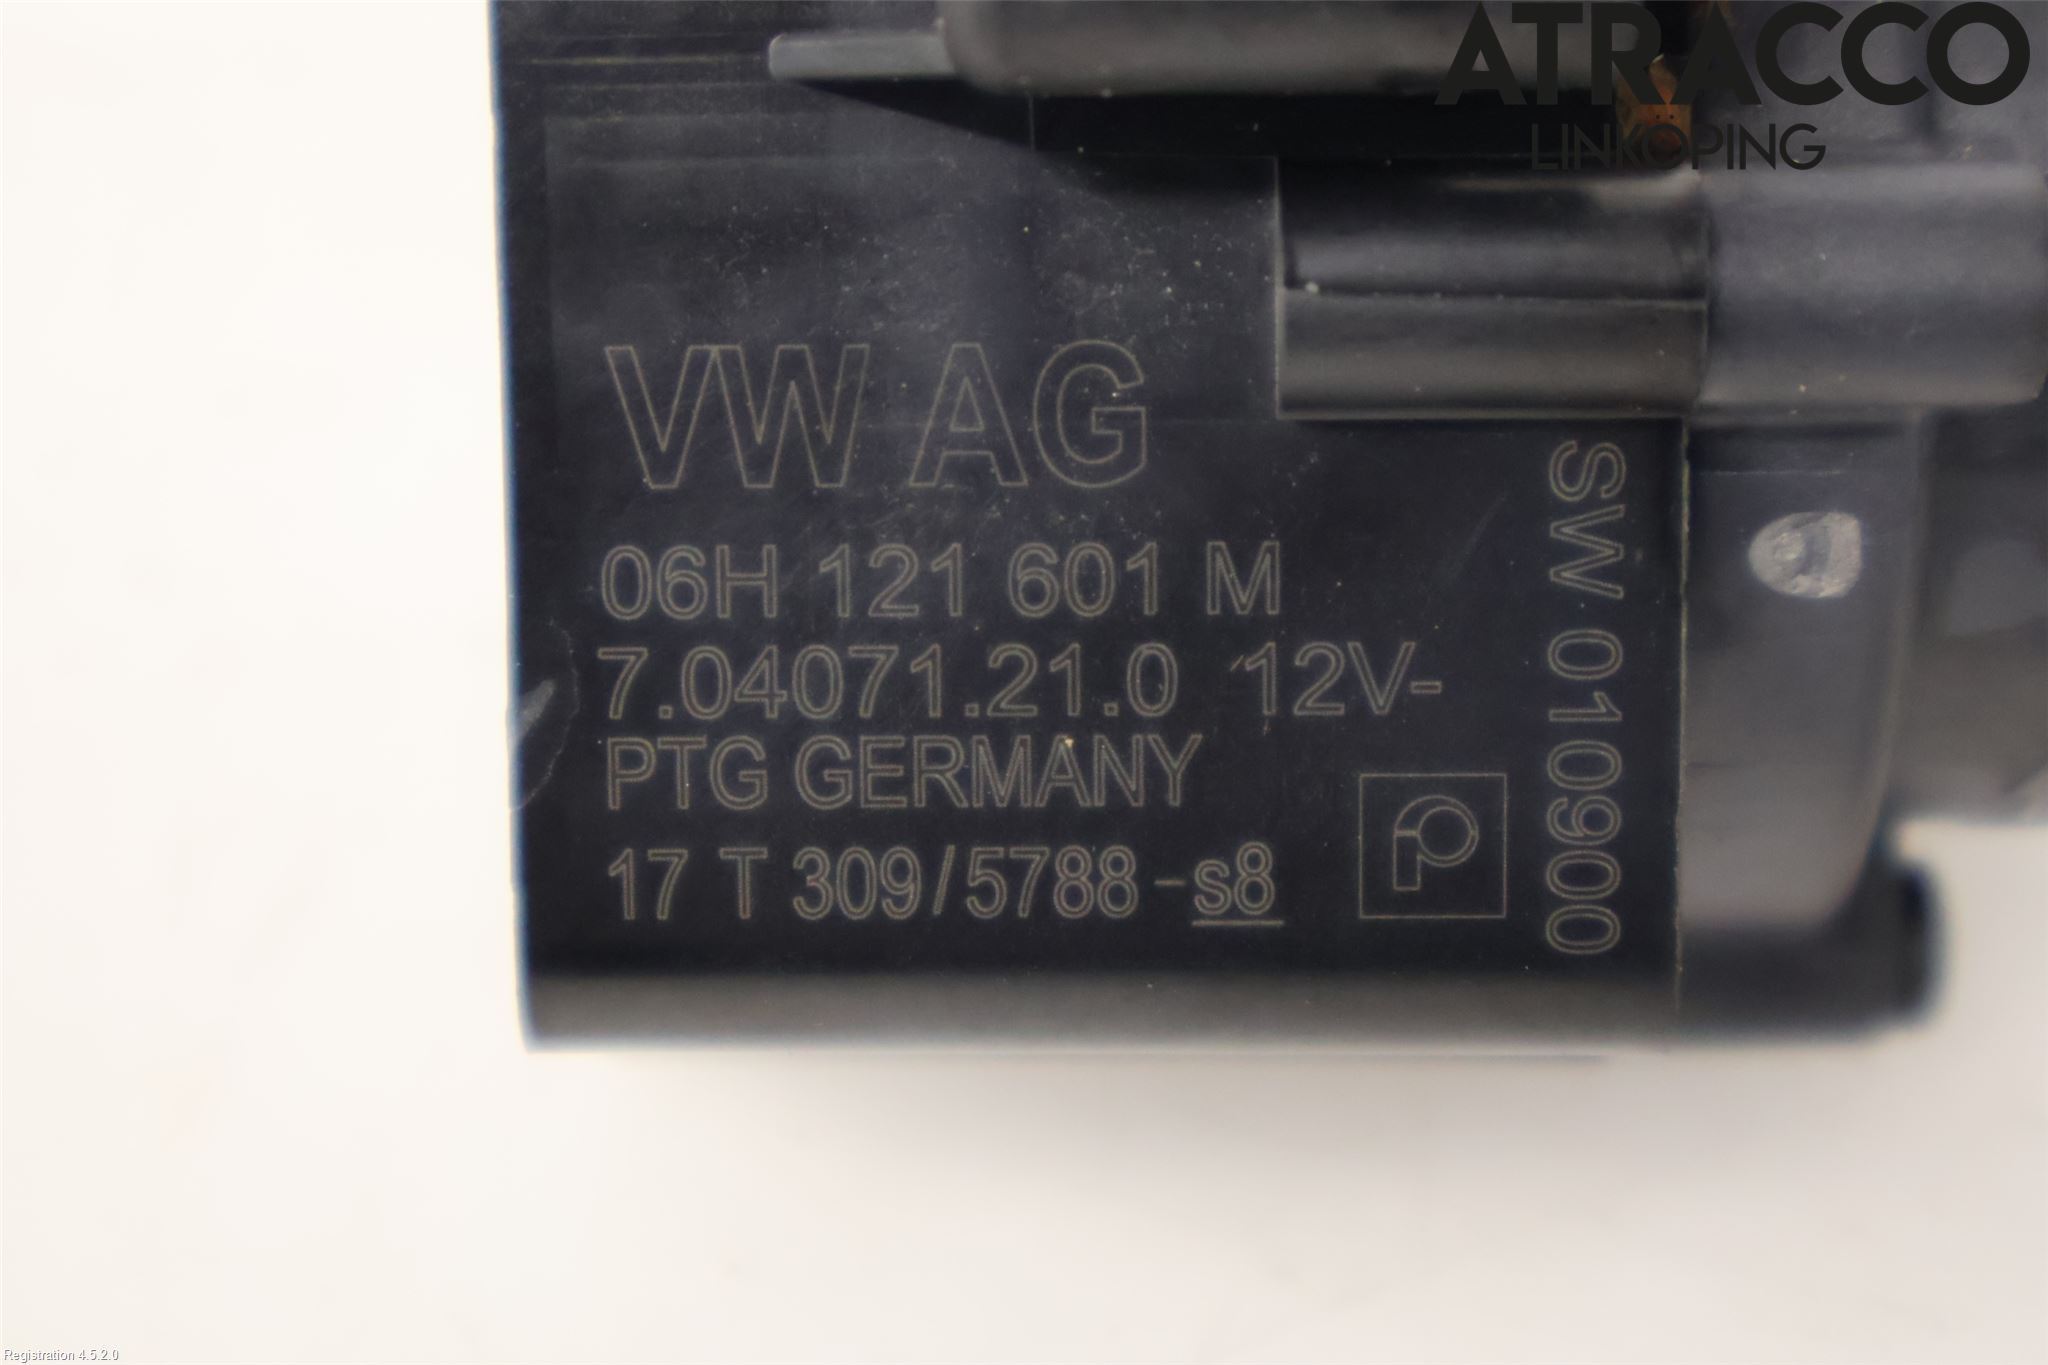 ATRACCO
LINKÖPING
VW AG
06H 121 601 M
7.04071.21.0 12V-
PTG GERMANY
17 T 309/5788-s8
SW 010900
Registration 4.5.2.0